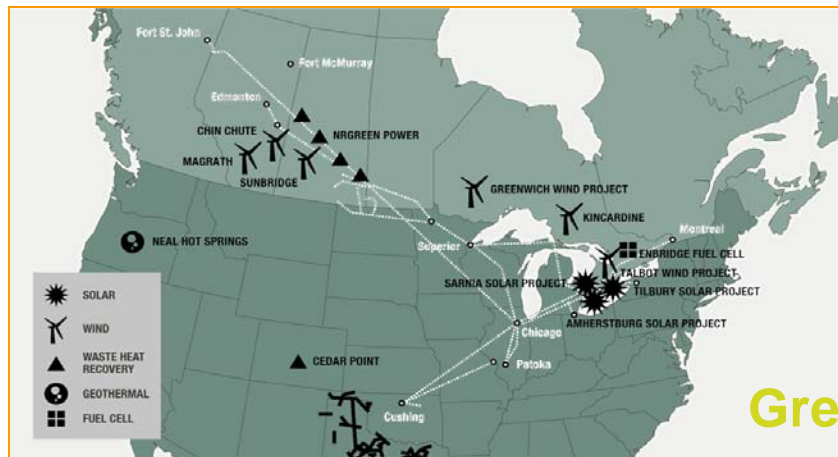 Fort St. John
Fort McMurray
Edmonton
CHIN CHUTE
NRGREEN POWER
MAGRATH
SUNBRIDGE
GREENWICH WIND PROJECT
KINCARDINE
Montreal
NEAL HOT SPRINGS
Superior
ENBRIDGE FUEL CELL
TALBOT WIND PROJECT
SARNIA SOLAR PROJECT
TILBURY SOLAR PROJECT
AMHERSTBURG SOLAR PROJECT
Chicago
CEDAR POINT
Patoka
Cushing
SOLAR
WIND
WASTE HEAT
RECOVERY
GEOTHERMAL
FUEL CELL
Gre